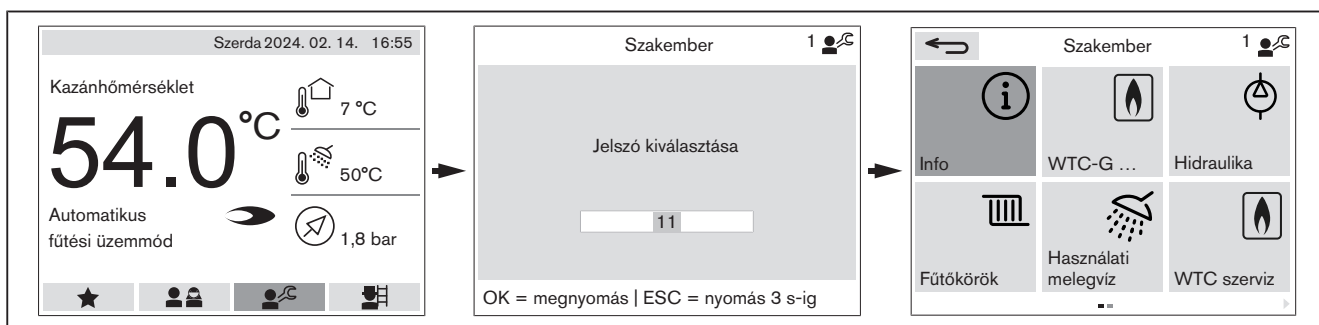 Szerda 2024. 02. 14. 16:55
Kazánhőmérséklet
54.0 °C
7 °C
50°C
Automatikus
fűtési üzemmód
1,8 bar
Szakember 1
Jelszó kiválasztása
11
OK = megnyomás | ESC = nyomás 3 s-ig
Szakember 1
Info
WTC-G ...
Hidraulika
Fűtőkörök
Használati
melegvíz
WTC szerviz